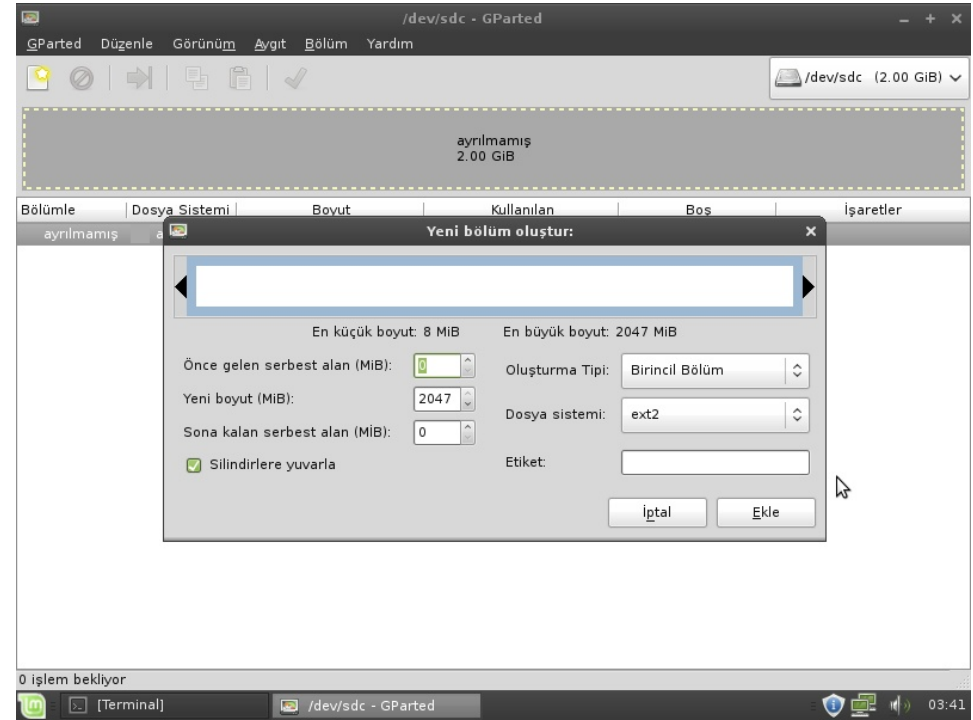 /dev/sdc - GParted
GParted Düzenle Görünüm Aygıt Bölüm Yardım
/dev/sdc (2.00 GiB)
ayrılmamış
2.00 GiB
Bölümle Dosya Sistemi Boyut Kullanılan Boş İşaretler
ayrılmamış a
Yeni bölüm oluştur:
En küçük boyut: 8 MiB En büyük boyut: 2047 MiB
Önce gelen serbest alan (MiB): 0
Oluşturma Tipi: Birincil Bölüm
Yeni boyut (MiB): 2047
Dosya sistemi: ext2
Sona kalan serbest alan (MİB): 0
Silindirlere yuvarla
Etiket:
İptal Ekle
0 işlem bekliyor
[Terminal] /dev/sdc - GParted 03:41